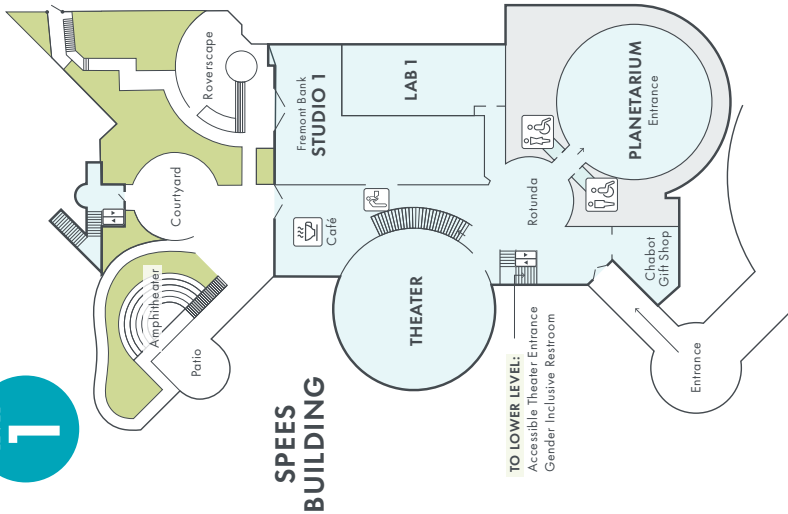 1
SPEES
BUILDING
Amphitheater
Patio
Courtyard
Roverscape
Café
Fremont Bank
STUDIO 1
LAB 1
THEATER
Rotunda
PLANETARIUM
Entrance
Chabot
Gift Shop
Entrance
TO LOWER LEVEL:
Accessible Theater Entrance
Gender Inclusive Restroom